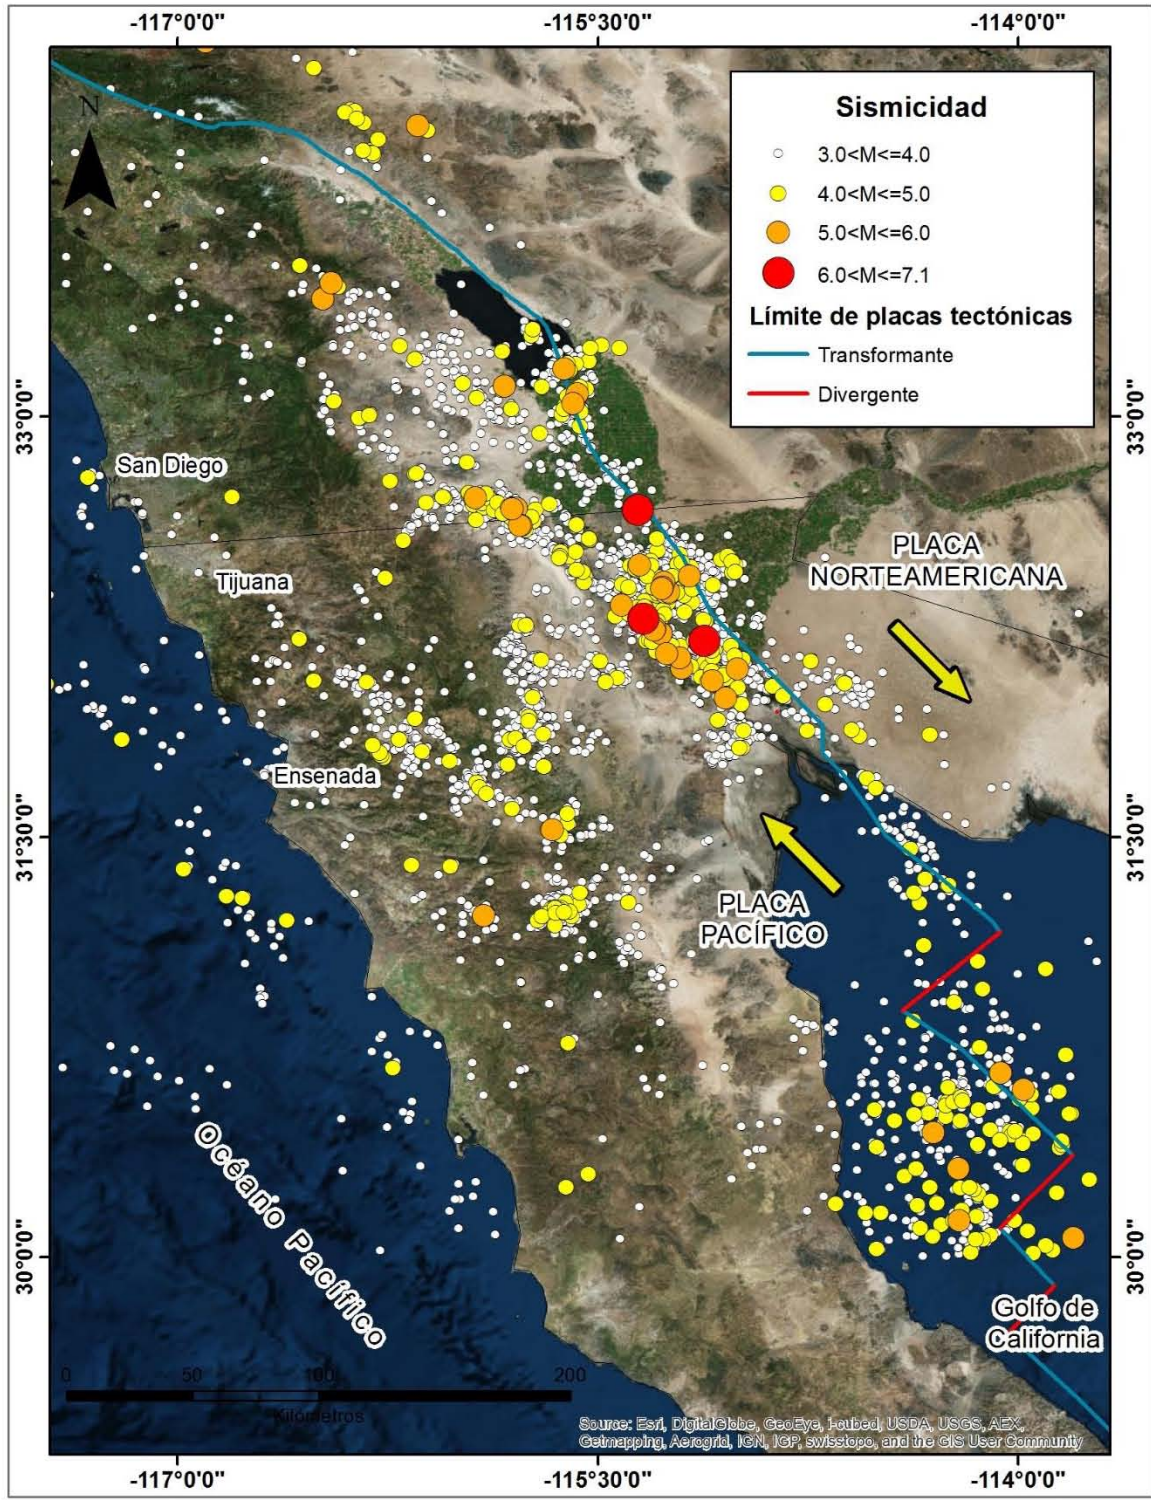 -117°0'0"
-115°30'0"
-114°0'0"
N
Sismicidad
3.0<M<=4.0
4.0<M<=5.0
5.0<M<=6.0
6.0<M<=7.1
Límite de placas tectónicas
Transformante
Divergente
33°0'0"
33°0'0"
San Diego
PLACA
NORTEAMERICANA
Tijuana
Ensenada
31°30'0"
31°30'0"
PLACA
PACÍFICO
Océano Pacífico
30°0'0"
30°0'0"
Golfo de
California
0 50 100 200
Kilómetros
Source: Esri, DigitalGlobe, GeoEye, i-cubed, USDA, USGS, AEX,
Getmapping, Aerogrid, IGN, IGP, swisstopo, and the GIS User Community
-117°0'0"
-115°30'0"
-114°0'0"